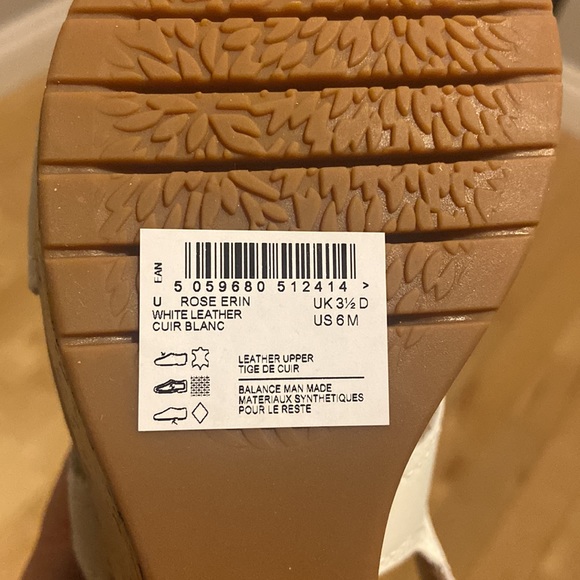 EAN
5 059680 512414 >
U ROSE ERIN UK 3½ D
WHITE LEATHER US 6 M
CUIR BLANC
LEATHER UPPER
TIGE DE CUIR
BALANCE MAN MADE
MATERIAUX SYNTHETIQUES
POUR LE RESTE